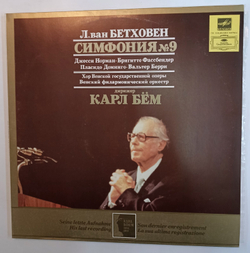 Л.ван БЕТХОВЕН
СИМФОНИЯ №9
Джесси Норман·Бригитте Фассбендер
Пласидо Доминго·Вальтер Берри
Хор Венской государственной оперы
Венский филармонический оркестр
дирижер
КАРЛ БЁМ